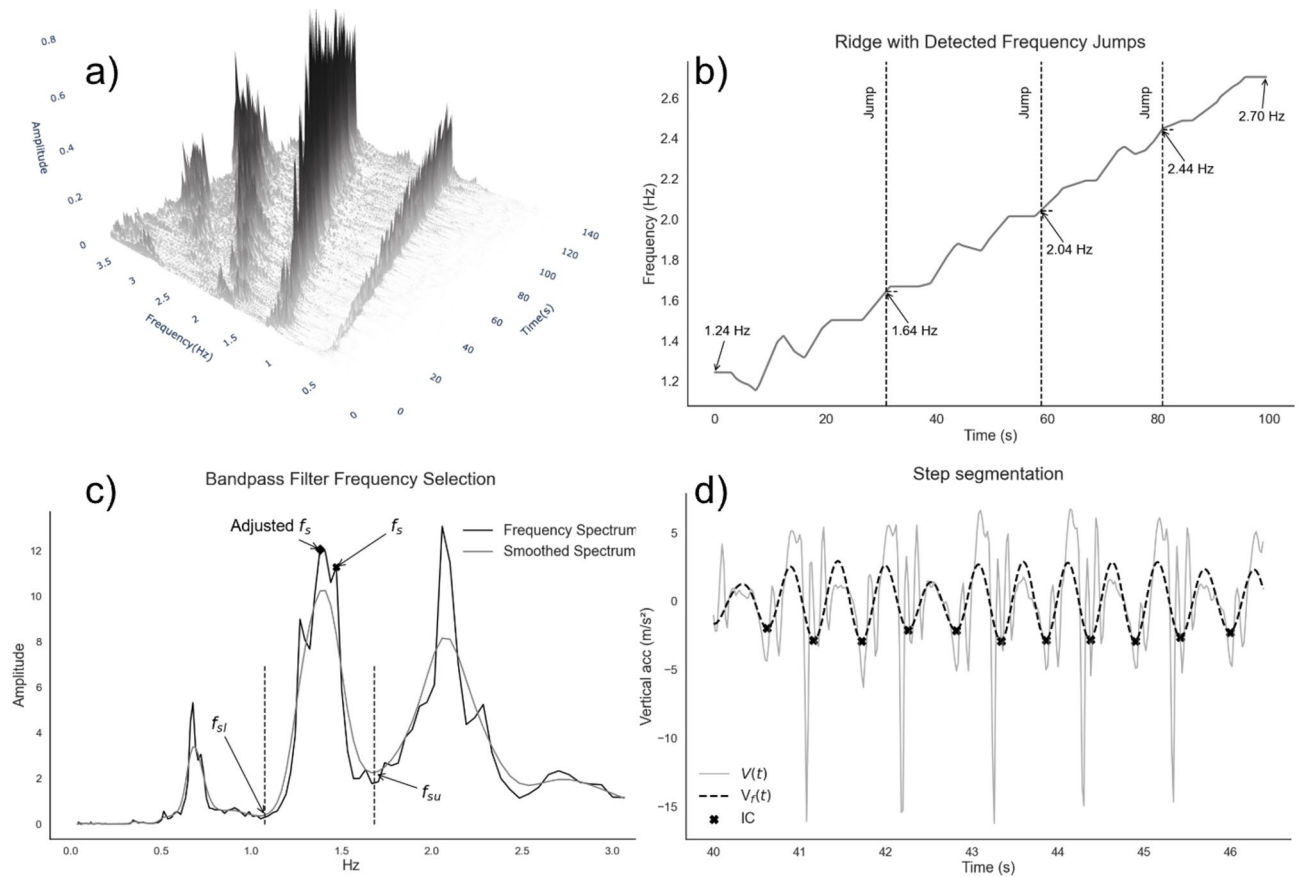 a)
Amplitude
0.8
0.6
0.4
0.2
0
3.5
3
2.5
2
1.5
1
0.5
0
Frequency(Hz)
0
20
40
60
80
100
120
140
Time(s)
b)
Ridge with Detected Frequency Jumps
Frequency (Hz)
2.6
2.4
2.2
2.0
1.8
1.6
1.4
1.2
Jump
Jump
Jump
1.24 Hz
1.64 Hz
2.04 Hz
2.44 Hz
2.70 Hz
0 20 40 60 80 100
Time (s)
c)
Bandpass Filter Frequency Selection
Amplitude
12
10
8
6
4
2
0
Adjusted fs
fs
Frequency Spectrum
Smoothed Spectrum
fsl
fsu
0.0 0.5 1.0 1.5 2.0 2.5 3.0
Hz
d)
Step segmentation
Vertical acc (m/s²)
5
0
−5
−10
−15
V(t)
Vf(t)
IC
40 41 42 43 44 45 46
Time (s)